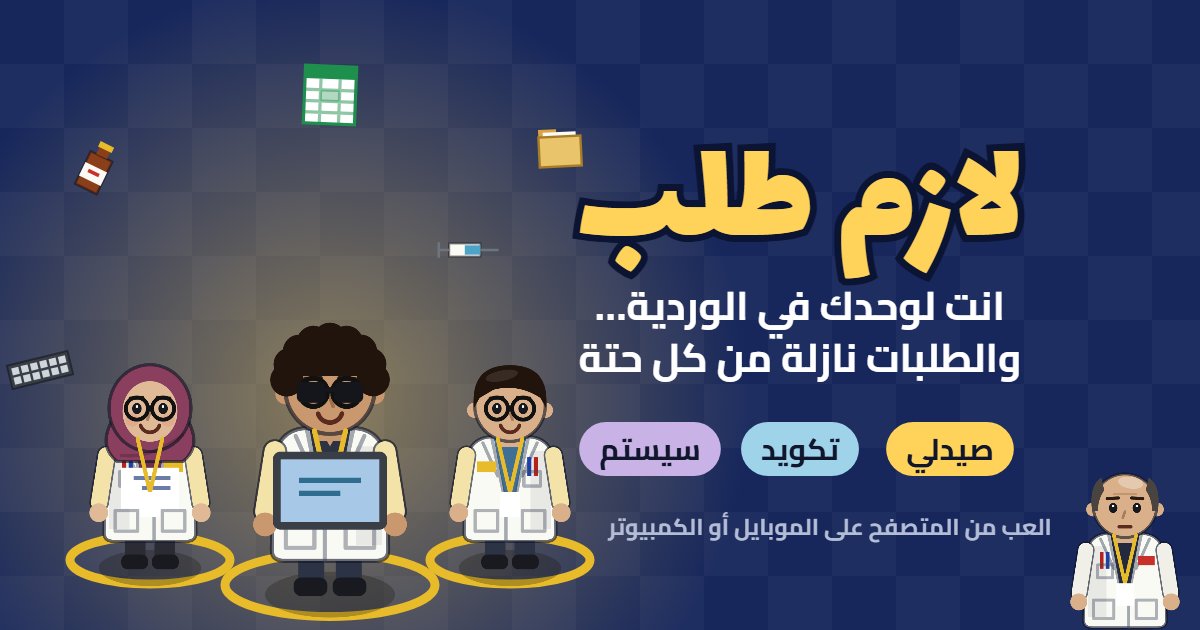 لازم طلب
انت لوحدك في الوردية...
والطلبات نازلة من كل حتة
صيدلي تكويد سيستم
العب من المتصفح على الموبايل أو الكمبيوتر